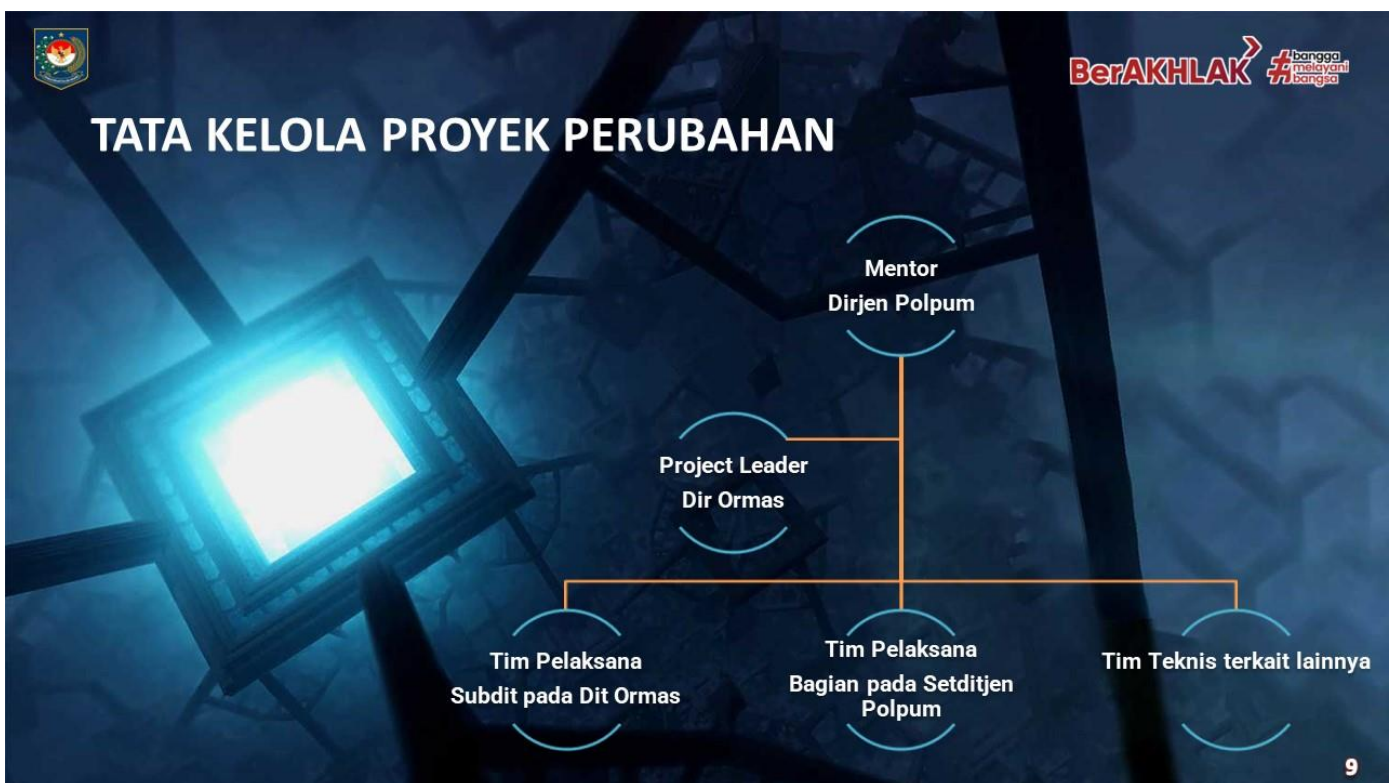 BerAKHLAK
#bangga
melayani
bangsa
TATA KELOLA PROYEK PERUBAHAN
Mentor
Dirjen Polpum
Project Leader
Dir Ormas
Tim Pelaksana
Subdit pada Dit Ormas
Tim Pelaksana
Bagian pada Setditjen
Polpum
Tim Teknis terkait lainnya
9